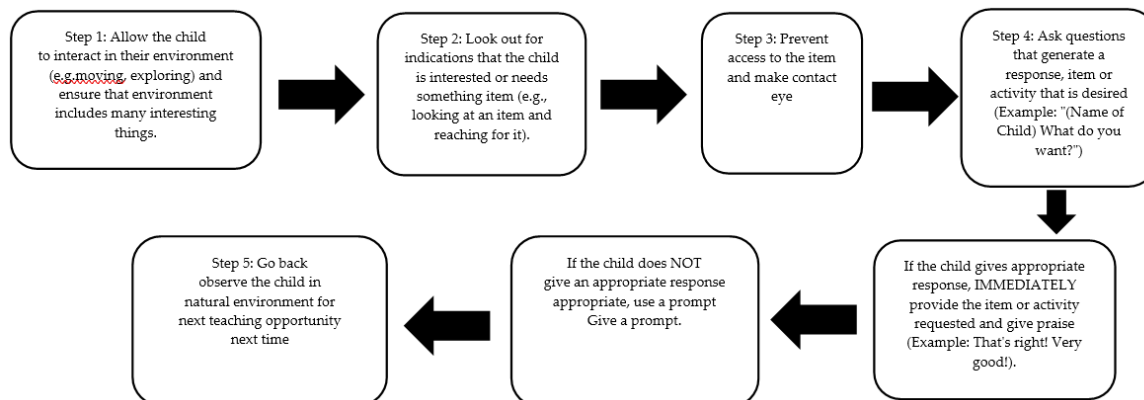 Step 1: Allow the child
to interact in their environment
(e.g.moving, exploring) and
ensure that environment
includes many interesting
things.
Step 2: Look out for
indications that the child
is interested or needs
something item (e.g.,
looking at an item and
reaching for it).
Step 3: Prevent
access to the item
and make contact
eye
Step 4: Ask questions
that generate a
response, item or
activity that is desired
(Example: "(Name of
Child) What do you
want?")
If the child gives appropriate
response, IMMEDIATELY
provide the item or activity
requested and give praise
(Example: That's right! Very
good!).
If the child does NOT
give an appropriate response
appropriate, use a prompt
Give a prompt.
Step 5: Go back
observe the child in
natural environment for
next teaching opportunity
next time